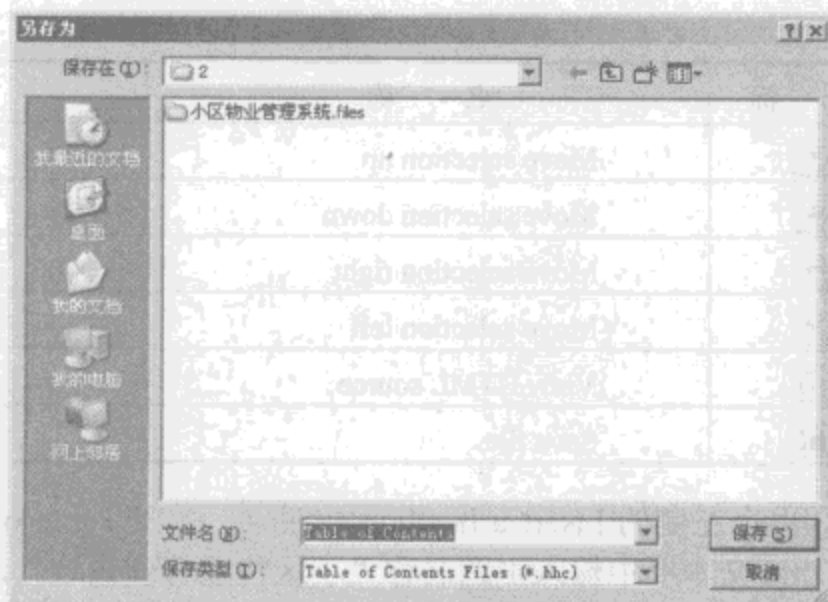 另存为
保存在(I):
2
小区物业管理系统.files
我最近的文档
桌面
我的文档
我的电脑
网上邻居
文件名(N):
Table of Contents
保存(S)
保存类型(T):
Table of Contents Files (*.hhc)
取消